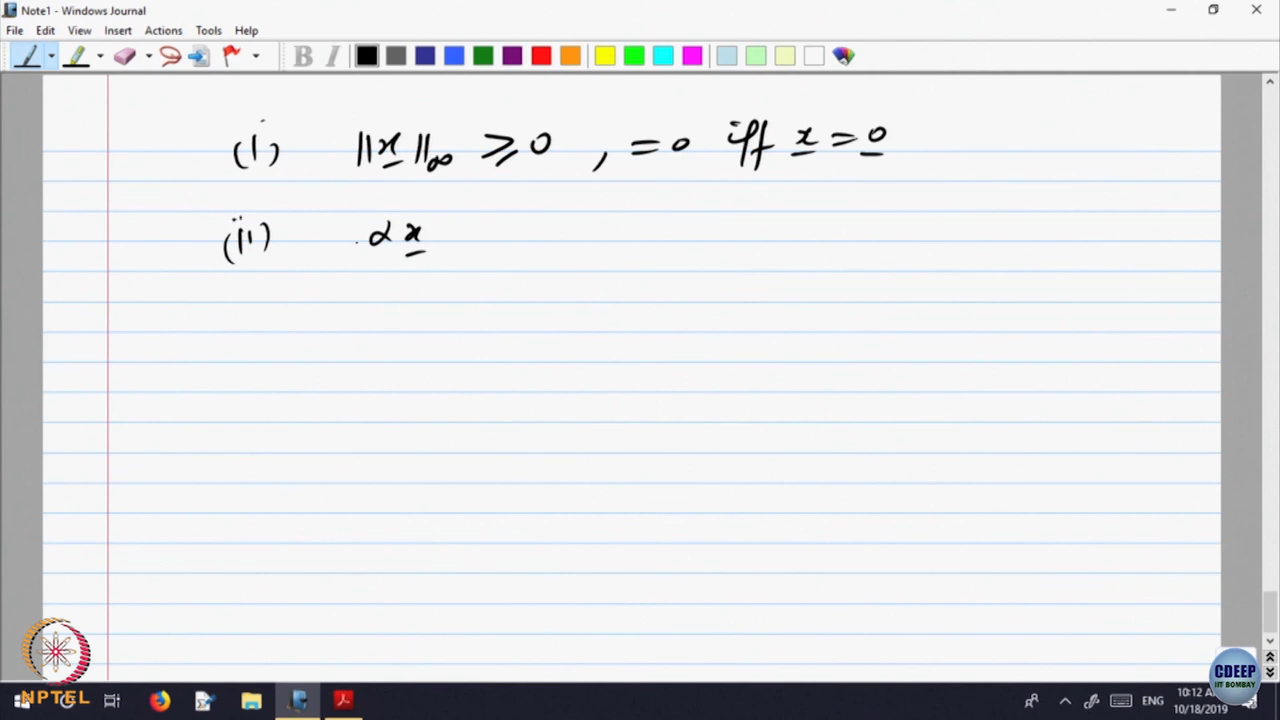 Note1 - Windows Journal
File Edit View Insert Actions Tools Help
B I
(i) ‖x‖∞ ≥ 0 , = 0 iff x = 0
(ii) αx
NPTEL
CDEEP
IIT BOMBAY
ENG
10:12
10/18/2019